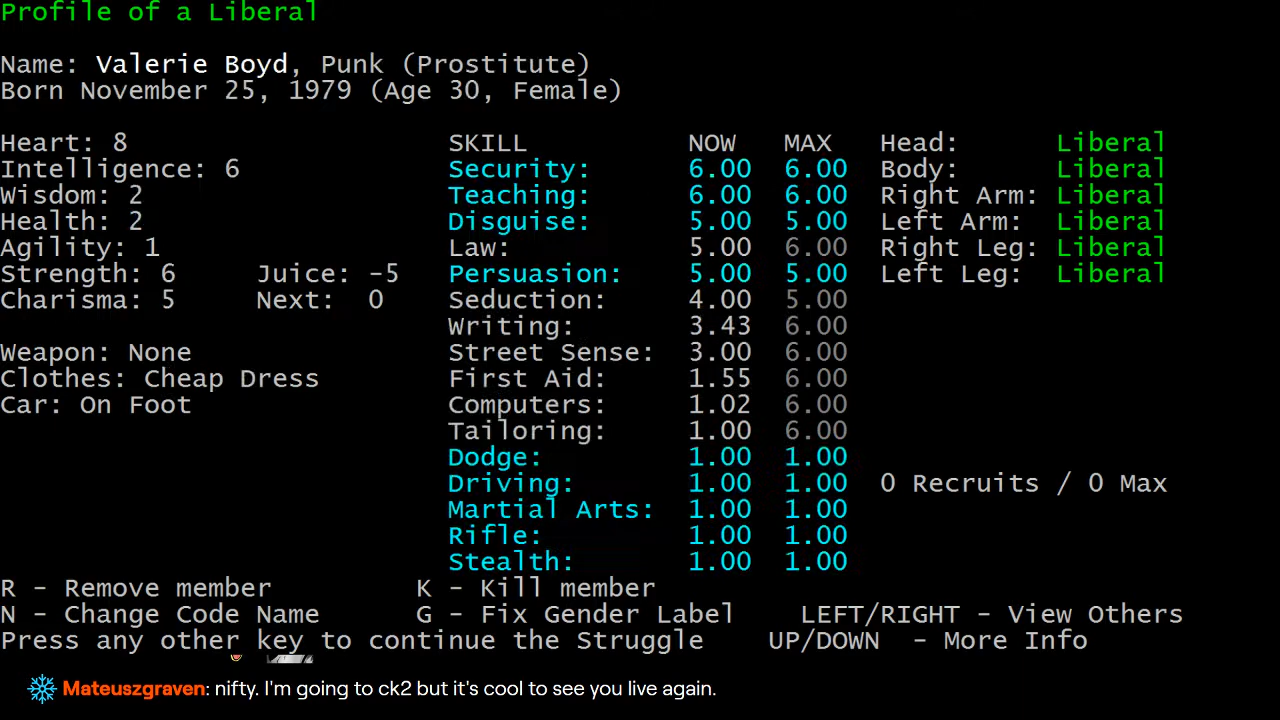 Profile of a Liberal
Name: Valerie Boyd, Punk (Prostitute)
Born November 25, 1979 (Age 30, Female)
Heart: 8 SKILL NOW MAX Head: Liberal
Intelligence: 6 Security: 6.00 6.00 Body: Liberal
Wisdom: 2 Teaching: 6.00 6.00 Right Arm: Liberal
Health: 2 Disguise: 5.00 5.00 Left Arm: Liberal
Agility: 1 Law: 5.00 6.00 Right Leg: Liberal
Strength: 6 Juice: -5 Persuasion: 5.00 5.00 Left Leg: Liberal
Charisma: 5 Next: 0 Seduction: 4.00 5.00
Writing: 3.43 6.00
Weapon: None Street Sense: 3.00 6.00
Clothes: Cheap Dress First Aid: 1.55 6.00
Car: On Foot Computers: 1.02 6.00
Tailoring: 1.00 6.00
Dodge: 1.00 1.00
Driving: 1.00 1.00 0 Recruits / 0 Max
Martial Arts: 1.00 1.00
Rifle: 1.00 1.00
Stealth: 1.00 1.00
R - Remove member K - Kill member
N - Change Code Name G - Fix Gender Label LEFT/RIGHT - View Others
Press any other key to continue the Struggle UP/DOWN - More Info
Mateuszgraven: nifty. I'm going to ck2 but it's cool to see you live again.